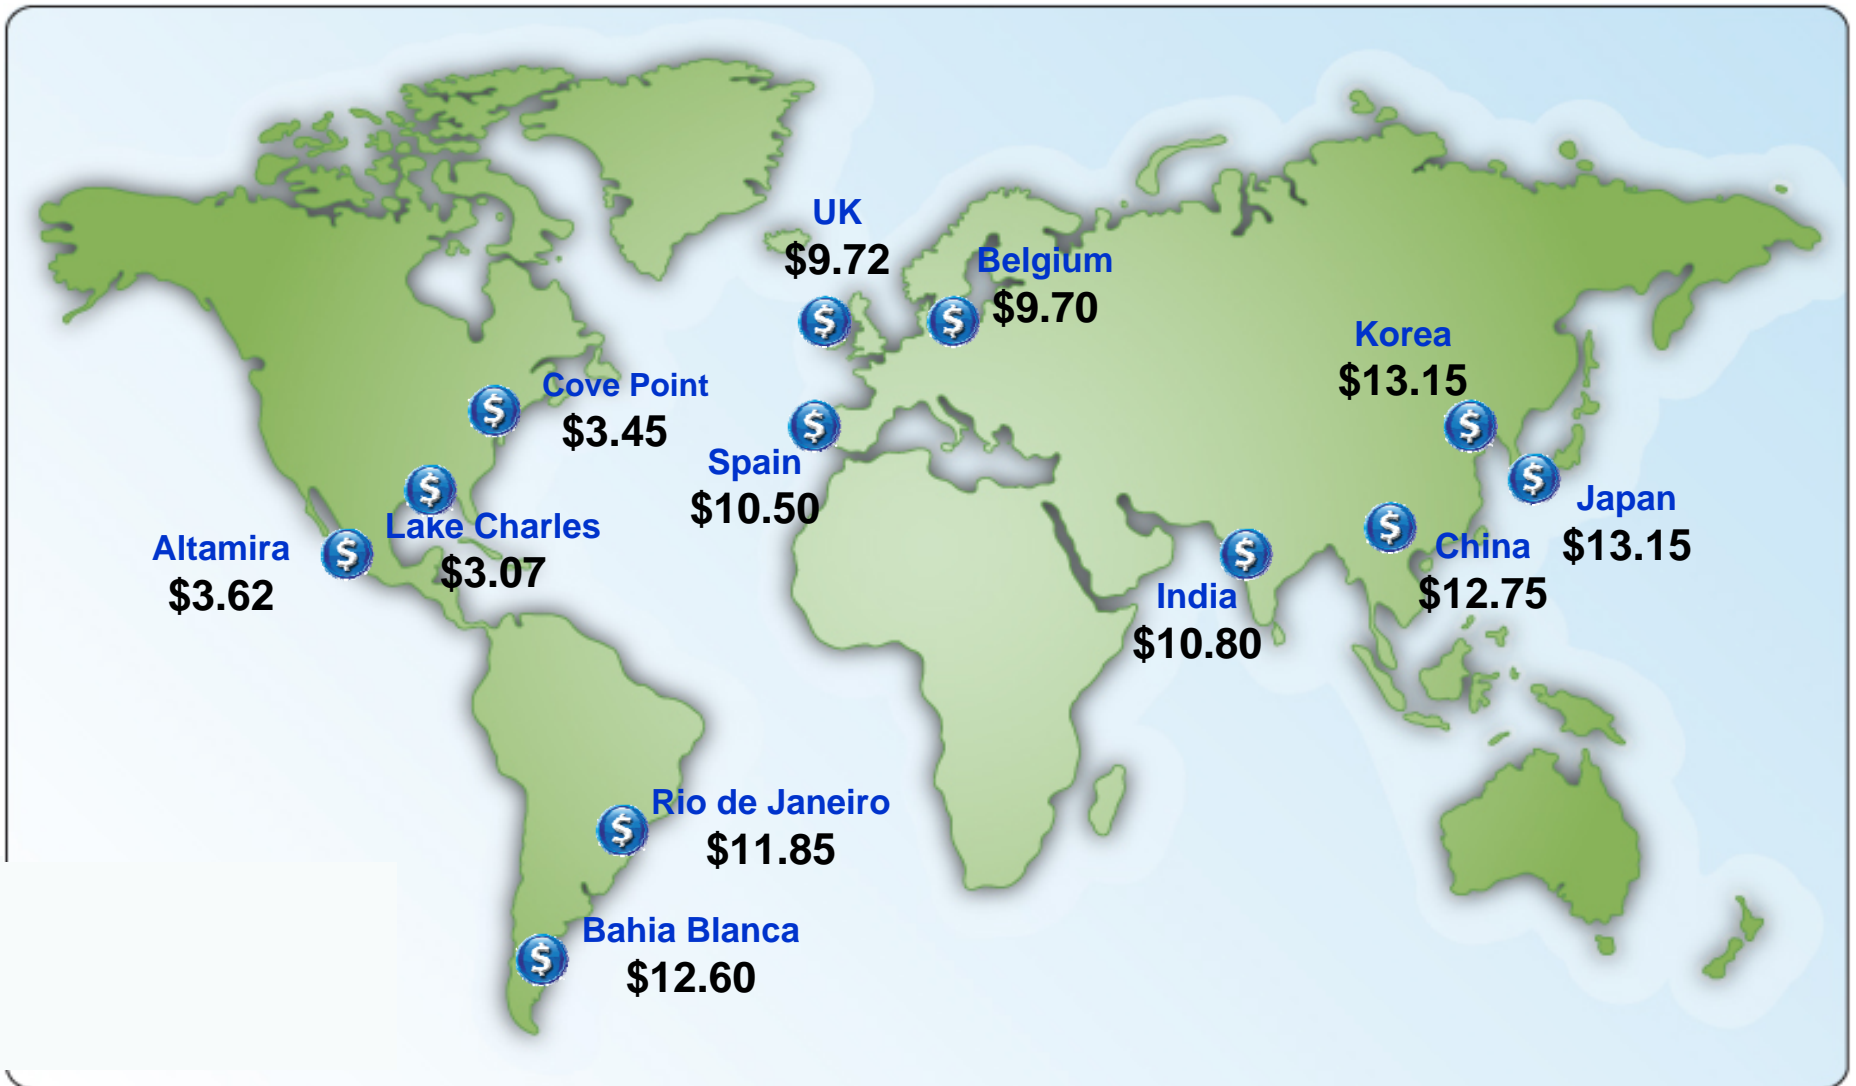 UK
$9.72
Belgium
$9.70
Korea
$13.15
Cove Point
$3.45
Spain
$10.50
Japan
$13.15
Lake Charles
$3.07
Altamira
$3.62
China
$12.75
India
$10.80
Rio de Janeiro
$11.85
Bahia Blanca
$12.60